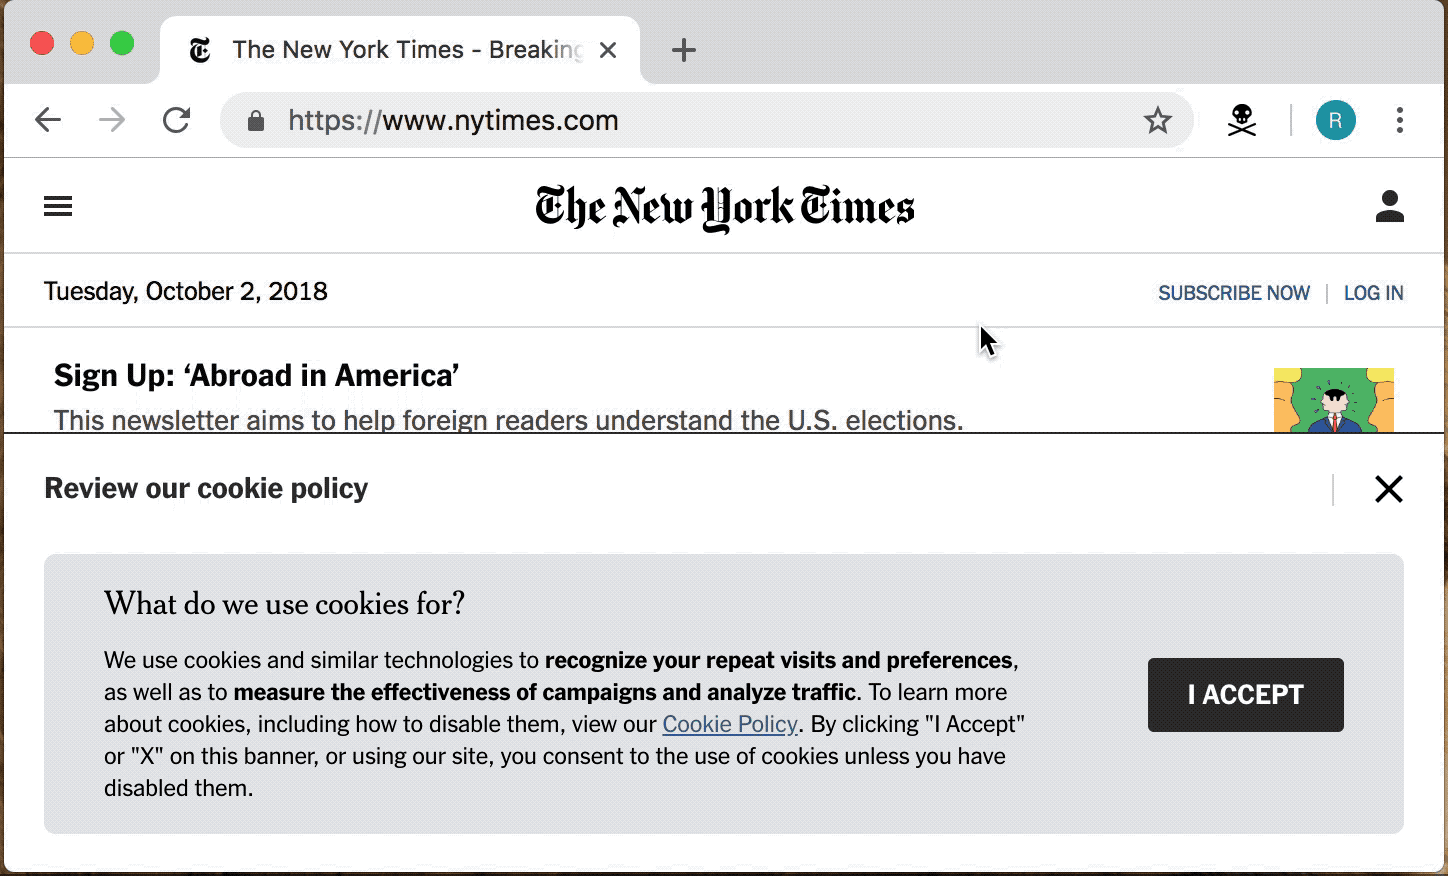 The New York Times - Breaking
https://www.nytimes.com
R
The New York Times
Tuesday, October 2, 2018
SUBSCRIBE NOW | LOG IN
Sign Up: ‘Abroad in America’
This newsletter aims to help foreign readers understand the U.S. elections.
Review our cookie policy
What do we use cookies for?
We use cookies and similar technologies to recognize your repeat visits and preferences,
as well as to measure the effectiveness of campaigns and analyze traffic. To learn more
about cookies, including how to disable them, view our Cookie Policy. By clicking "I Accept"
or "X" on this banner, or using our site, you consent to the use of cookies unless you have
disabled them.
I ACCEPT